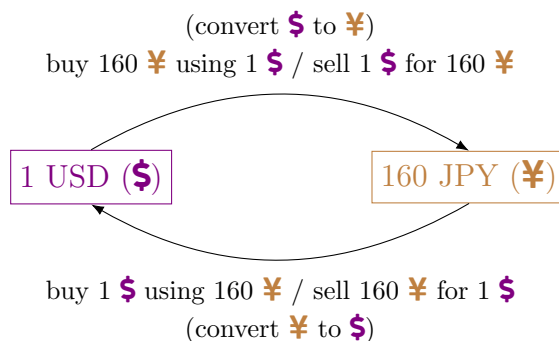 (convert $ to ¥)
buy 160 ¥ using 1 $ / sell 1 $ for 160 ¥
1 USD ($)
160 JPY (¥)
buy 1 $ using 160 ¥ / sell 160 ¥ for 1 $
(convert ¥ to $)